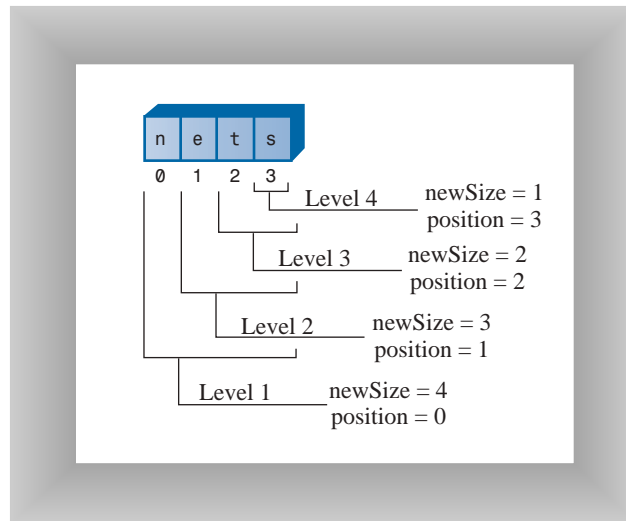 n e t s
0 1 2 3
Level 4
newSize = 1
position = 3
Level 3
newSize = 2
position = 2
Level 2
newSize = 3
position = 1
Level 1
newSize = 4
position = 0